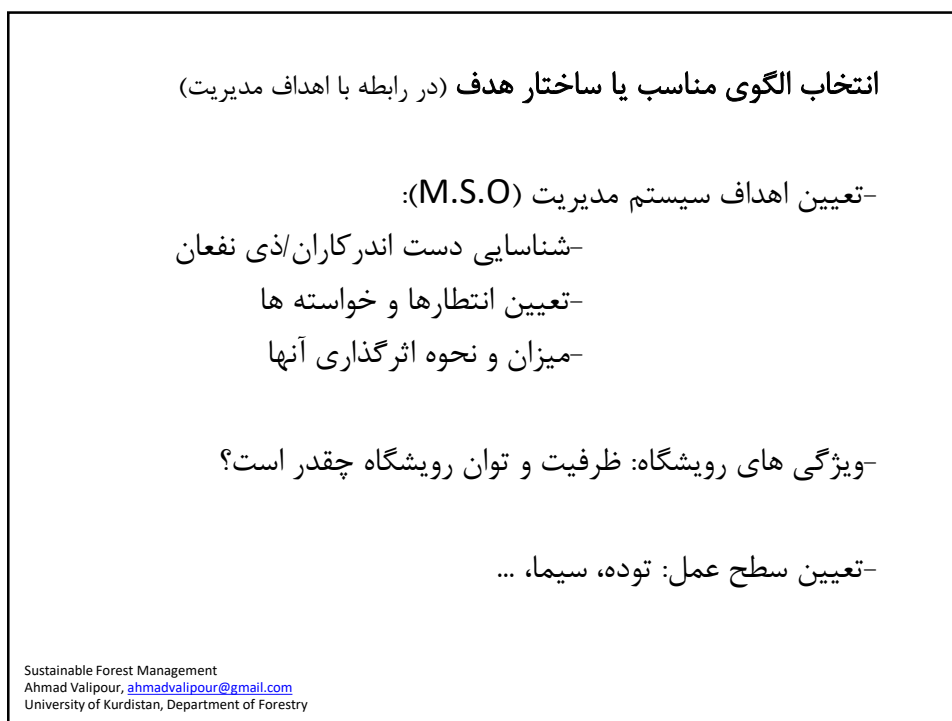 انتخاب الگوی مناسب یا ساختار هدف (در رابطه با اهداف مدیریت)
-تعیین اهداف سیستم مدیریت (M.S.O):
-شناسایی دست اندرکاران/ذی نفعان
-تعیین انتطارها و خواسته ها
-میزان و نحوه اثرگذاری آنها
-ویژگی های رویشگاه: ظرفیت و توان رویشگاه چقدر است؟
-تعیین سطح عمل: توده، سیما، ...
Sustainable Forest Management
Ahmad Valipour, ahmadvalipour@gmail.com
University of Kurdistan, Department of Forestry